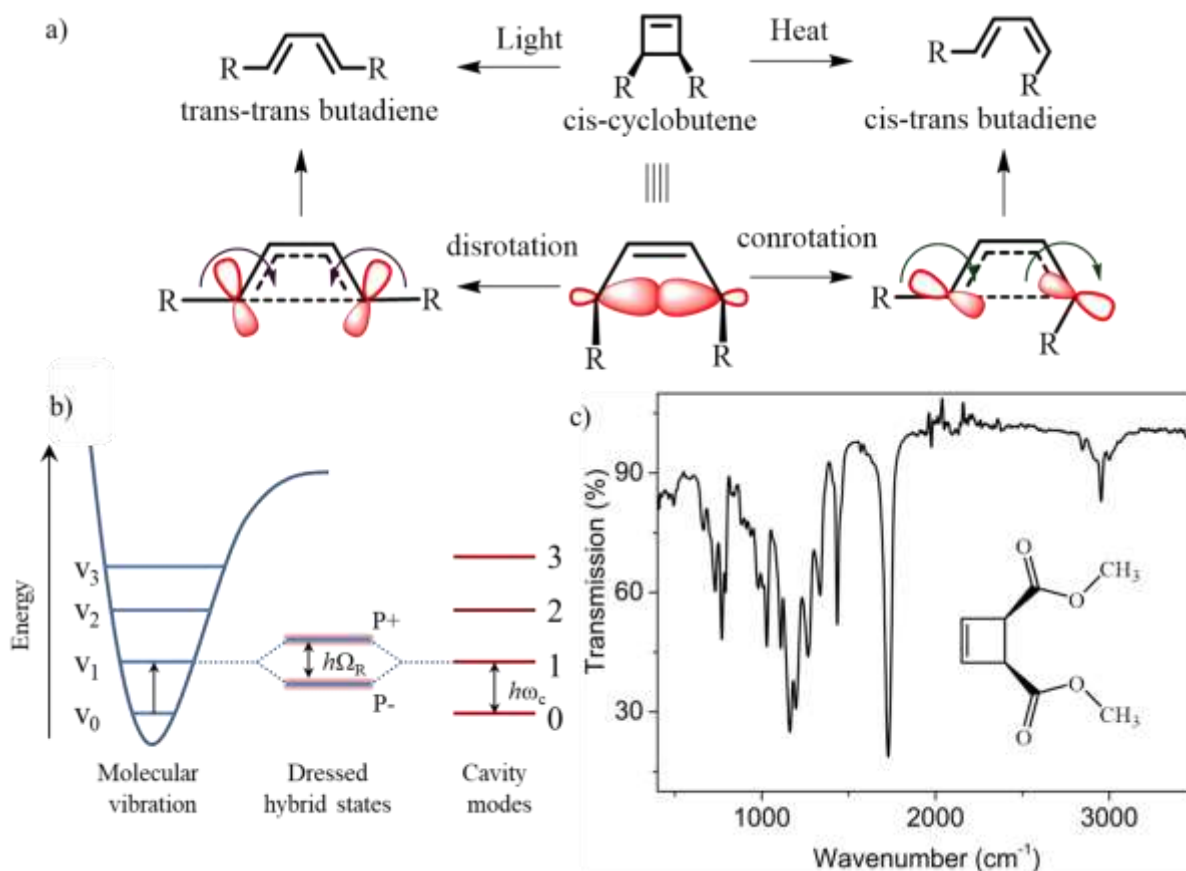 a)
Light
Heat
R
R
R
R
R
R
trans-trans butadiene
cis-cyclobutene
cis-trans butadiene
disrotation
conrotation
R
R
R
R
R
R
b)
Energy
v3
v2
v1
v0
P+
hΩR
P-
3
2
1
0
hωc
Molecular
vibration
Dressed
hybrid states
Cavity
modes
c)
Transmission (%)
90
60
30
O
O
CH3
O
O
CH3
1000
2000
3000
Wavenumber (cm⁻¹)